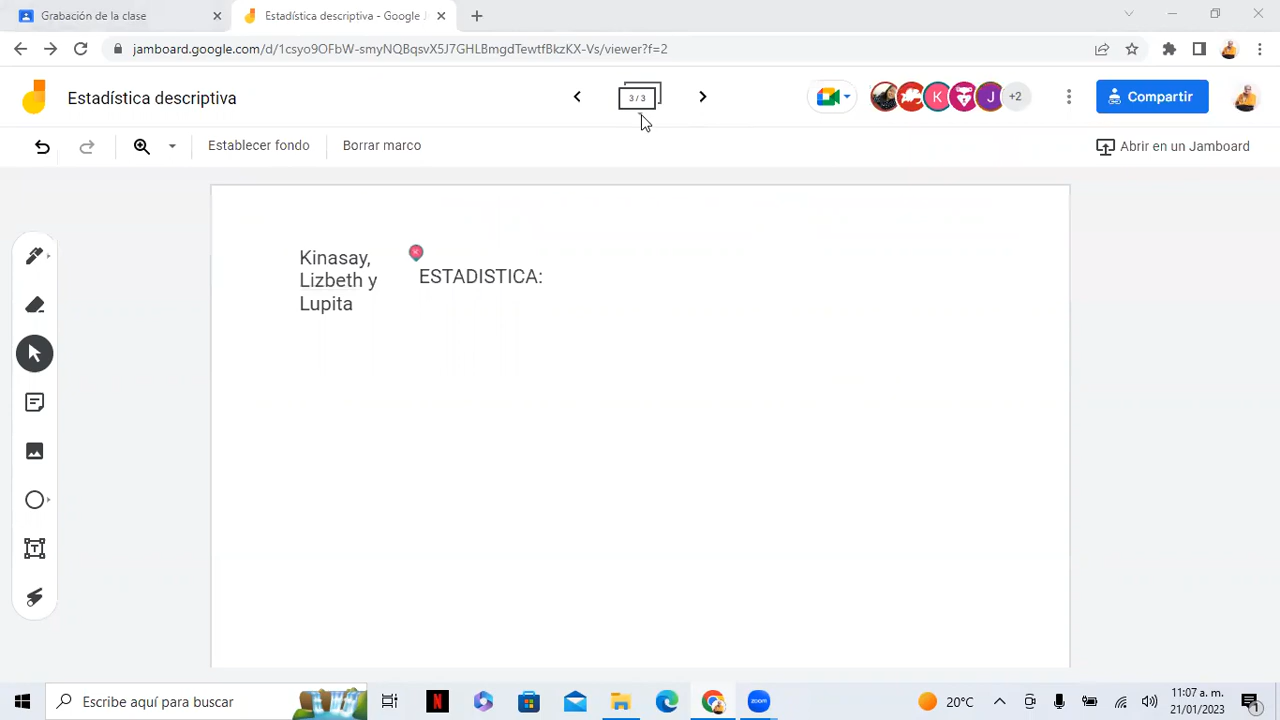 Grabación de la clase
Estadística descriptiva - Google J
jamboard.google.com/d/1csyo9OFbW-smyNQBqsvX5J7GHLBmgdTewtfBkzKX-Vs/viewer?f=2
Estadística descriptiva
3 / 3
K
J
+2
Compartir
Establecer fondo
Borrar marco
Abrir en un Jamboard
Kinasay,
Lizbeth y
Lupita
K
ESTADISTICA:
T
Escribe aquí para buscar
N
zoom
20°C
11:07 a. m.
21/01/2023
1